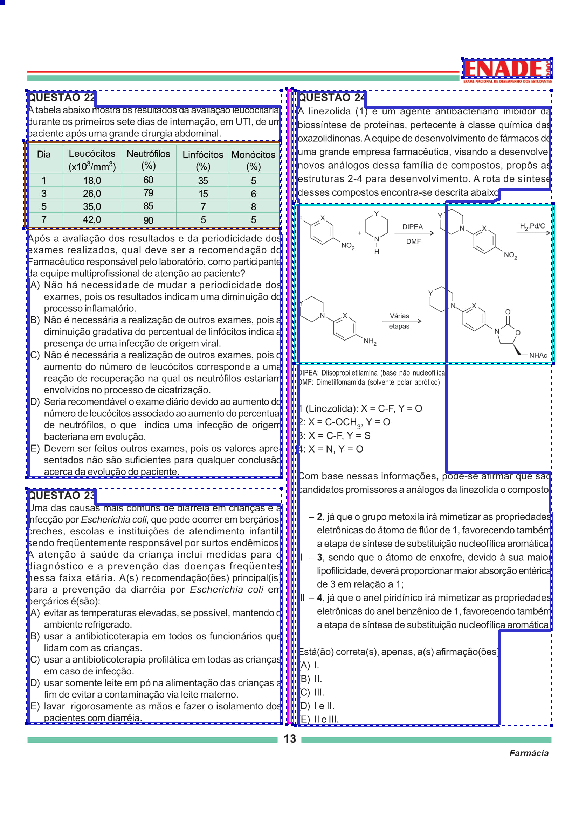 ENADE
QUESTÃO 22
A tabela abaixo mostra os resultados da avaliação leucocitária,
durante os primeiros sete dias de internação, em UTI, de um
paciente após uma grande cirurgia abdominal.
Dia Leucócitos (x10³/mm³) Neutrófilos (%) Linfócitos (%) Monócitos (%)
1 18,0 60 35 5
3 26,0 79 15 6
5 35,0 85 7 8
7 42,0 90 5 5
Após a avaliação dos resultados e da periodicidade dos
exames realizados, qual deve ser a recomendação do
Farmacêutico responsável pelo laboratório, como participante
da equipe multiprofissional de atenção ao paciente?
A) Não há necessidade de mudar a periodicidade dos
exames, pois os resultados indicam uma diminuição do
processo inflamatório.
B) Não é necessária a realização de outros exames, pois a
diminuição gradativa do percentual de linfócitos indica a
presença de uma infecção de origem viral.
C) Não é necessária a realização de outros exames, pois o
aumento do número de leucócitos corresponde a uma
reação de recuperação na qual os neutrófilos estariam
envolvidos no processo de cicatrização.
D) Seria recomendável o exame diário devido ao aumento do
número de leucócitos associado ao aumento do percentual
de neutrófilos, o que indica uma infecção de origem
bacteriana em evolução.
E) Devem ser feitos outros exames, pois os valores apre-
sentados não são suficientes para qualquer conclusão
acerca da evolução do paciente.
QUESTÃO 23
Uma das causas mais comuns de diarréia em crianças é a
infecção por Escherichia coli, que pode ocorrer em berçários,
creches, escolas e instituições de atendimento infantil,
sendo freqüentemente responsável por surtos endêmicos.
A atenção à saúde da criança inclui medidas para o
diagnóstico e a prevenção das doenças freqüentes
nessa faixa etária. A(s) recomendação(ões) principal(is)
para a prevenção da diarréia por Escherichia coli em
berçários é(são):
A) evitar as temperaturas elevadas, se possível, mantendo o
ambiente refrigerado.
B) usar a antibioticoterapia em todos os funcionários que
lidam com as crianças.
C) usar a antibioticoterapia profilática em todas as crianças
em caso de infecção.
D) usar somente leite em pó na alimentação das crianças a
fim de evitar a contaminação via leite materno.
E) lavar rigorosamente as mãos e fazer o isolamento dos
pacientes com diarréia.
QUESTÃO 24
A linezolida (1) é um agente antibacteriano inibidor da
biossíntese de proteínas, pertencente à classe química das
oxazolidinonas. A equipe de desenvolvimento de fármacos de
uma grande empresa farmacêutica, visando a desenvolver
novos análogos dessa família de compostos, propôs as
estruturas 2-4 para desenvolvimento. A rota de síntese
desses compostos encontra-se descrita abaixo.
X
NO₂
+
Y
N
H
DIPEA
DMF
Y
N
X
NO₂
H₂,Pd/C
Y
N
X
NH₂
Várias
etapas
Y
N
X
N
O
O
NHAc
DIPEA: Diisopropiletilamina (base não nucleofílica)
DMF: Dimetilformamida (solvente polar aprótico)
1 (Linezolida): X = C-F, Y = O
2: X = C-OCH₃, Y = O
3: X = C-F, Y = S
4: X = N, Y = O
Com base nessas informações, pode-se afirmar que são
candidatos promissores a análogos da linezolida o composto:
I – 2, já que o grupo metoxila irá mimetizar as propriedades
eletrônicas do átomo de flúor de 1, favorecendo também
a etapa de síntese de substituição nucleofílica aromática;
II – 3, sendo que o átomo de enxofre, devido à sua maior
lipofilicidade, deverá proporcionar maior absorção entérica
de 3 em relação a 1;
III – 4, já que o anel piridínico irá mimetizar as propriedades
eletrônicas do anel benzênico de 1, favorecendo também
a etapa de síntese de substituição nucleofílica aromática.
Está(ão) correta(s), apenas, a(s) afirmação(ões)
(A) I.
(B) II.
(C) III.
(D) I e II.
(E) II e III.
13
Farmácia